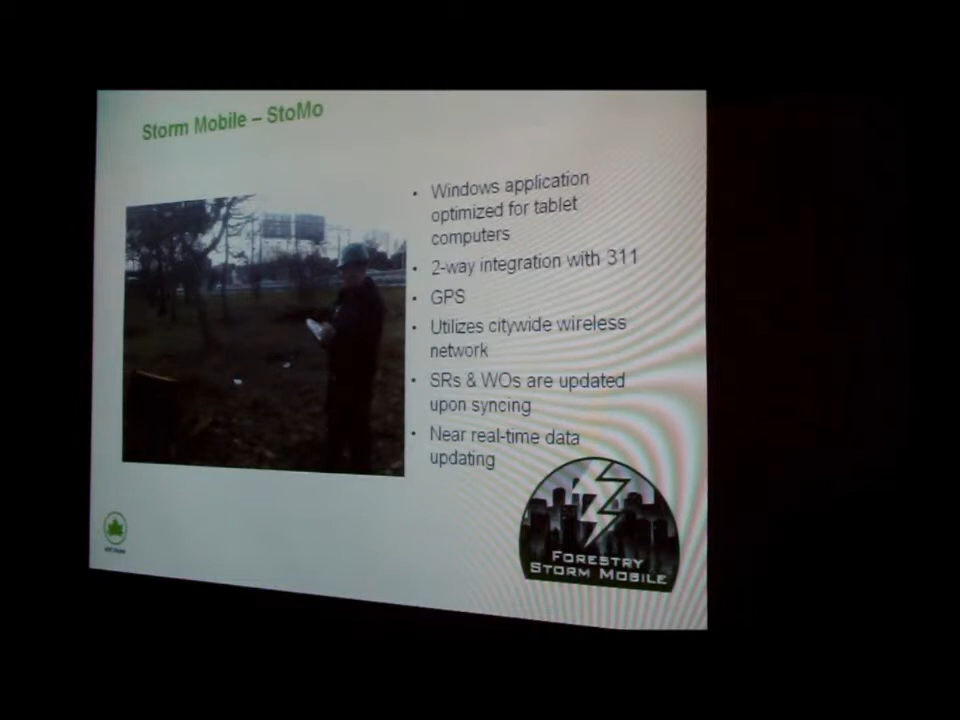 Storm Mobile – StoMo
• Windows application
optimized for tablet
computers
• 2-way integration with 311
• GPS
• Utilizes citywide wireless
network
• SRs & WOs are updated
upon syncing
• Near real-time data
updating
FORESTRY
STORM MOBILE